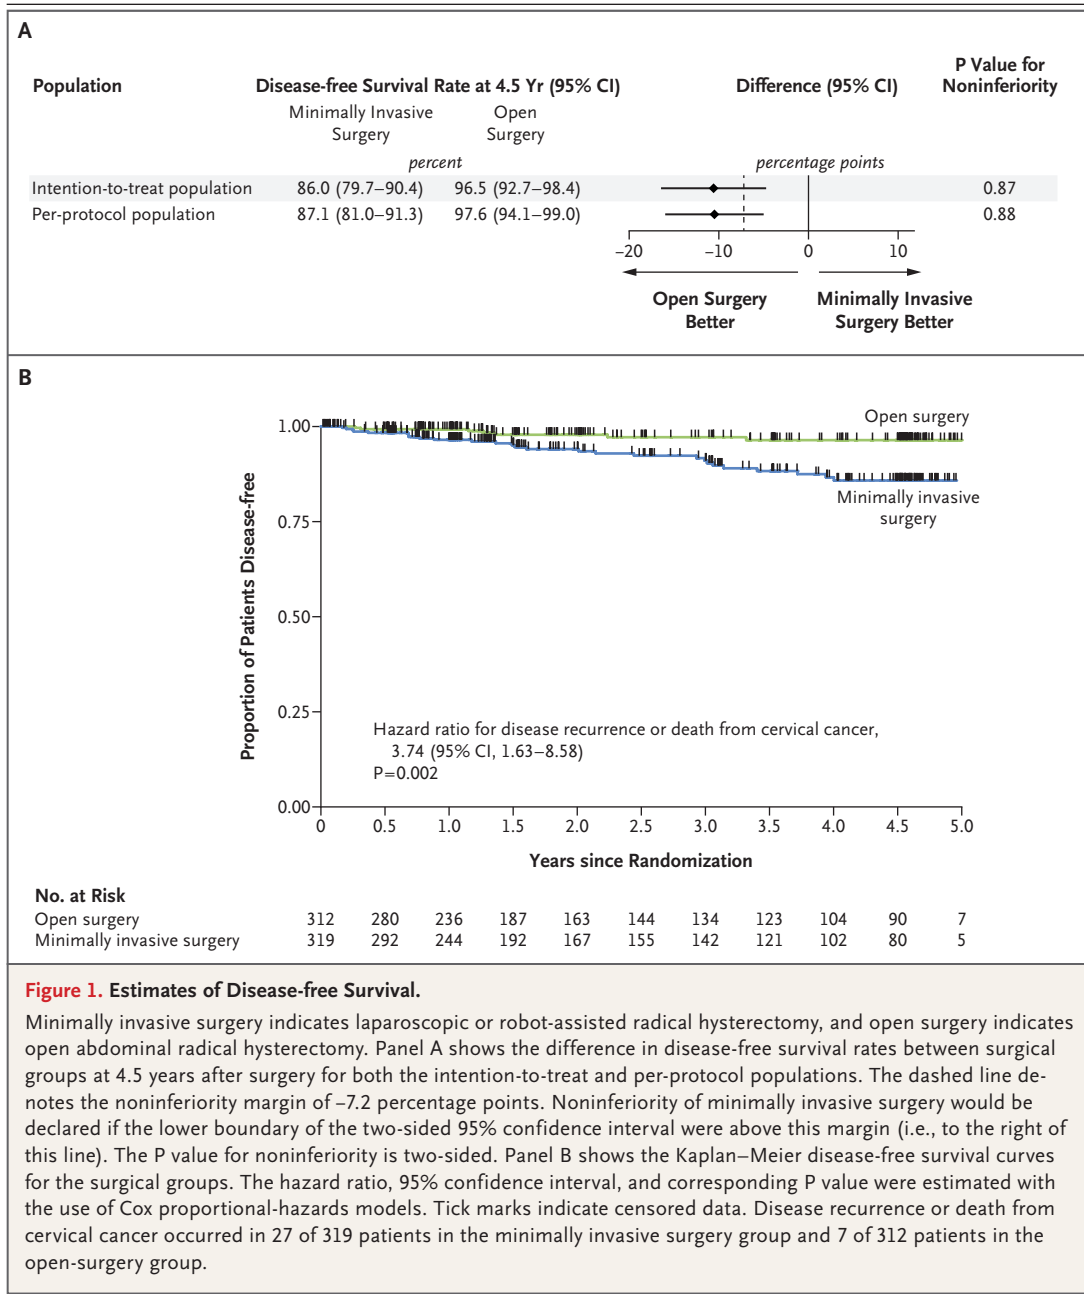 A
Population
Disease-free Survival Rate at 4.5 Yr (95% CI)
Difference (95% CI)
P Value for
Noninferiority
Minimally Invasive
Surgery
Open
Surgery
percent
percentage points
Intention-to-treat population 86.0 (79.7–90.4) 96.5 (92.7–98.4) 0.87
Per-protocol population 87.1 (81.0–91.3) 97.6 (94.1–99.0) 0.88
−20 −10 0 10
Open Surgery
Better
Minimally Invasive
Surgery Better
B
Proportion of Patients Disease-free
1.00
0.75
0.50
0.25
0.00
Open surgery
Minimally invasive
surgery
Hazard ratio for disease recurrence or death from cervical cancer,
3.74 (95% CI, 1.63–8.58)
P=0.002
0 0.5 1.0 1.5 2.0 2.5 3.0 3.5 4.0 4.5 5.0
Years since Randomization
No. at Risk
Open surgery 312 280 236 187 163 144 134 123 104 90 7
Minimally invasive surgery 319 292 244 192 167 155 142 121 102 80 5
Figure 1. Estimates of Disease-free Survival.
Minimally invasive surgery indicates laparoscopic or robot-assisted radical hysterectomy, and open surgery indicates
open abdominal radical hysterectomy. Panel A shows the difference in disease-free survival rates between surgical
groups at 4.5 years after surgery for both the intention-to-treat and per-protocol populations. The dashed line de-
notes the noninferiority margin of −7.2 percentage points. Noninferiority of minimally invasive surgery would be
declared if the lower boundary of the two-sided 95% confidence interval were above this margin (i.e., to the right of
this line). The P value for noninferiority is two-sided. Panel B shows the Kaplan–Meier disease-free survival curves
for the surgical groups. The hazard ratio, 95% confidence interval, and corresponding P value were estimated with
the use of Cox proportional-hazards models. Tick marks indicate censored data. Disease recurrence or death from
cervical cancer occurred in 27 of 319 patients in the minimally invasive surgery group and 7 of 312 patients in the
open-surgery group.